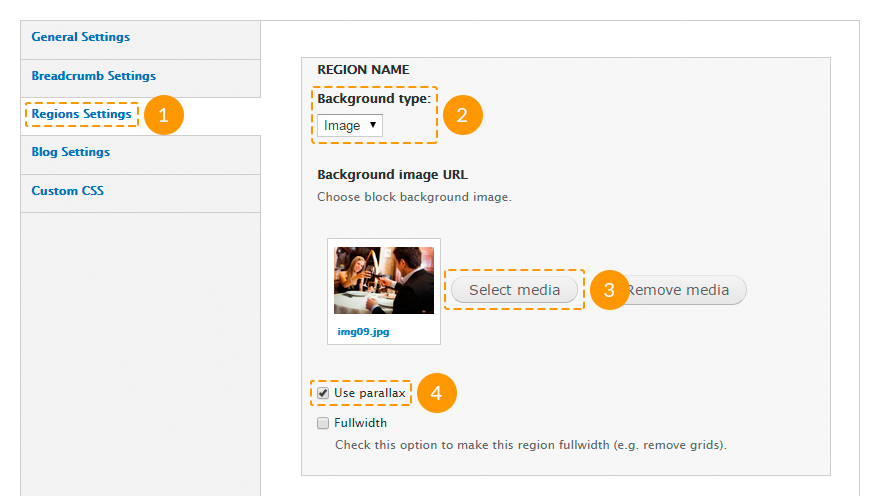 General Settings
Breadcrumb Settings
Regions Settings
1
Blog Settings
Custom CSS
REGION NAME
Background type:
Image
2
Background image URL
Choose block background image.
img09.jpg
Select media
3
Remove media
Use parallax
4
Fullwidth
Check this option to make this region fullwidth (e.g. remove grids).